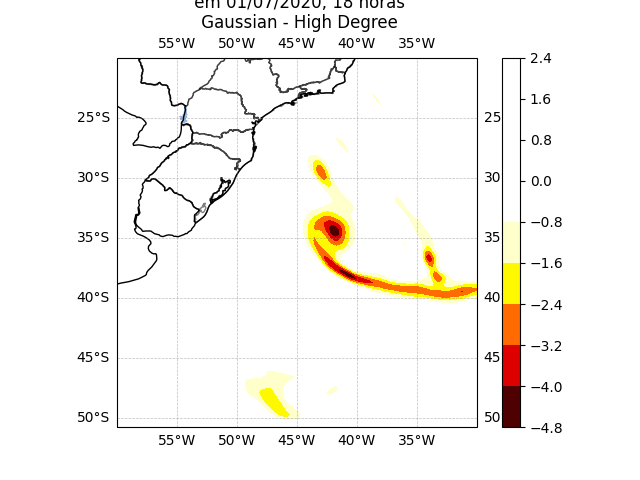 em 01/07/2020, 18 horas
Gaussian - High Degree
55°W 50°W 45°W 40°W 35°W
25°S
30°S
35°S
40°S
45°S
50°S
25
30
35
40
45
50
55°W 50°W 45°W 40°W 35°W
2.4
1.6
0.8
0.0
−0.8
−1.6
−2.4
−3.2
−4.0
−4.8